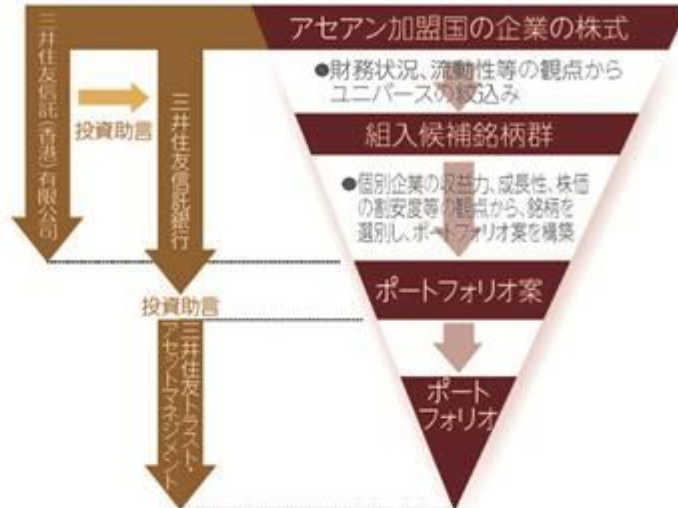 アセアン加盟国の企業の株式
●財務状況、流動性等の観点から
ユニバースの絞込み
組入候補銘柄群
●個別企業の収益力、成長性、株価
の割安度等の観点から、銘柄を
選別し、ポートフォリオ案を構築
ポートフォリオ案
ポート
フォリオ
三井住友信託(香港)有限公司
投資助言
三井住友信託銀行
投資助言
三井住友トラスト・
アセットマネジメント